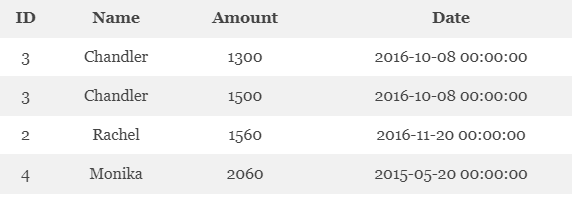 ID Name Amount Date
3 Chandler 1300 2016-10-08 00:00:00
3 Chandler 1500 2016-10-08 00:00:00
2 Rachel 1560 2016-11-20 00:00:00
4 Monika 2060 2015-05-20 00:00:00